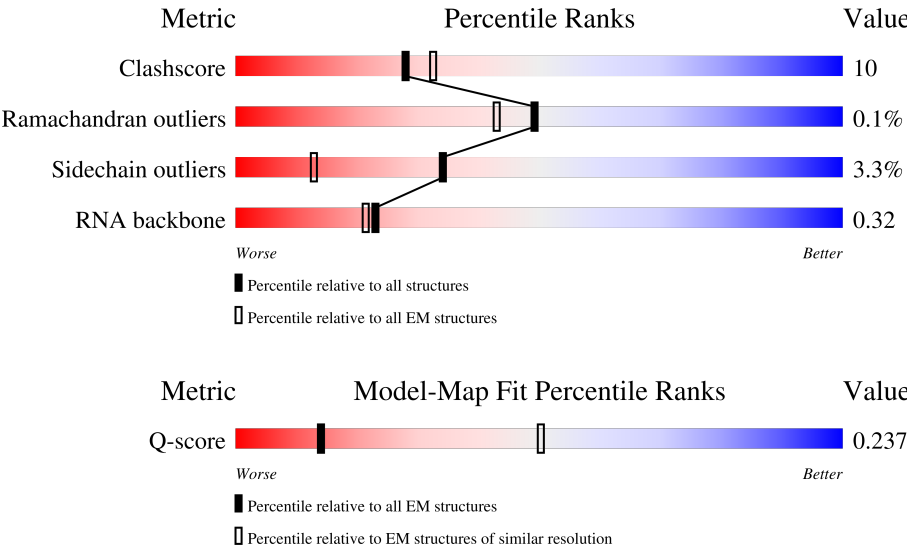 Metric Percentile Ranks Value
Clashscore 10
Ramachandran outliers 0.1%
Sidechain outliers 3.3%
RNA backbone 0.32
Worse Better
Percentile relative to all structures
Percentile relative to all EM structures
Metric Model-Map Fit Percentile Ranks Value
Q-score 0.237
Worse Better
Percentile relative to all EM structures
Percentile relative to EM structures of similar resolution